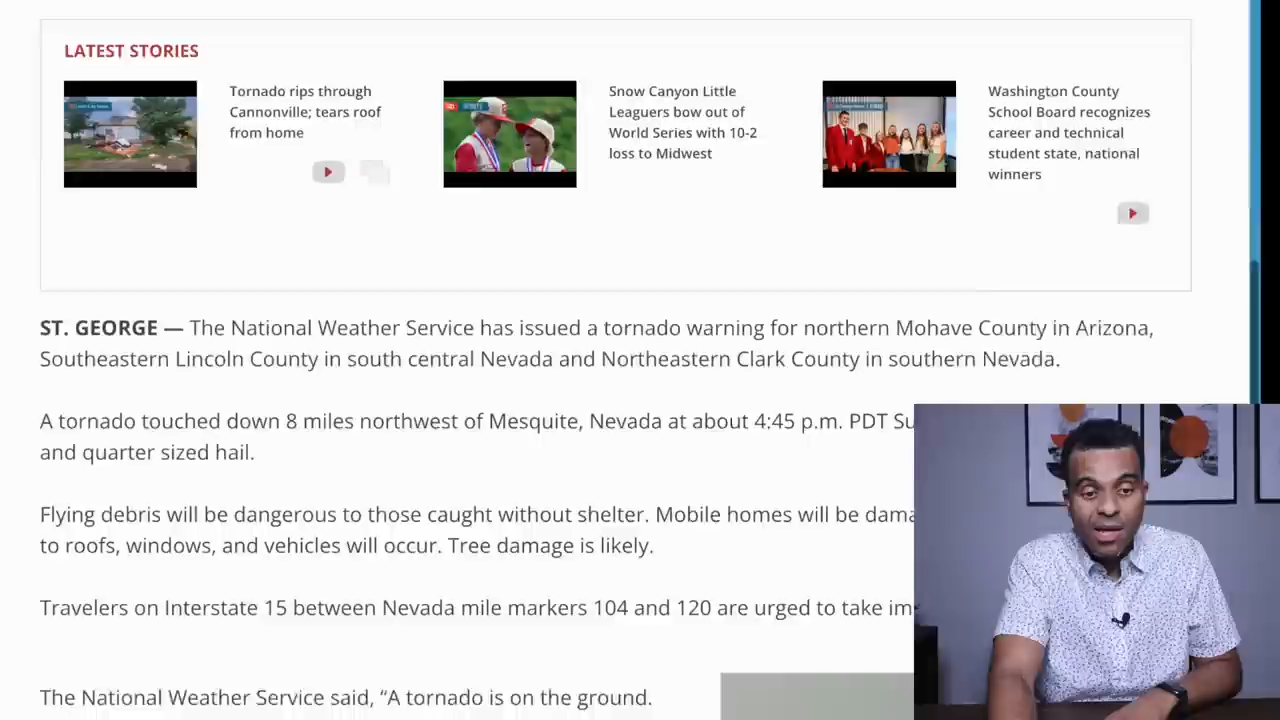 LATEST STORIES
Tornado rips through
Cannonville; tears roof
from home
Snow Canyon Little
Leaguers bow out of
World Series with 10-2
loss to Midwest
Washington County
School Board recognizes
career and technical
student state, national
winners
ST. GEORGE — The National Weather Service has issued a tornado warning for northern Mohave County in Arizona,
Southeastern Lincoln County in south central Nevada and Northeastern Clark County in southern Nevada.
A tornado touched down 8 miles northwest of Mesquite, Nevada at about 4:45 p.m. PDT Su
and quarter sized hail.
Flying debris will be dangerous to those caught without shelter. Mobile homes will be dama
to roofs, windows, and vehicles will occur. Tree damage is likely.
Travelers on Interstate 15 between Nevada mile markers 104 and 120 are urged to take im
The National Weather Service said, “A tornado is on the ground.